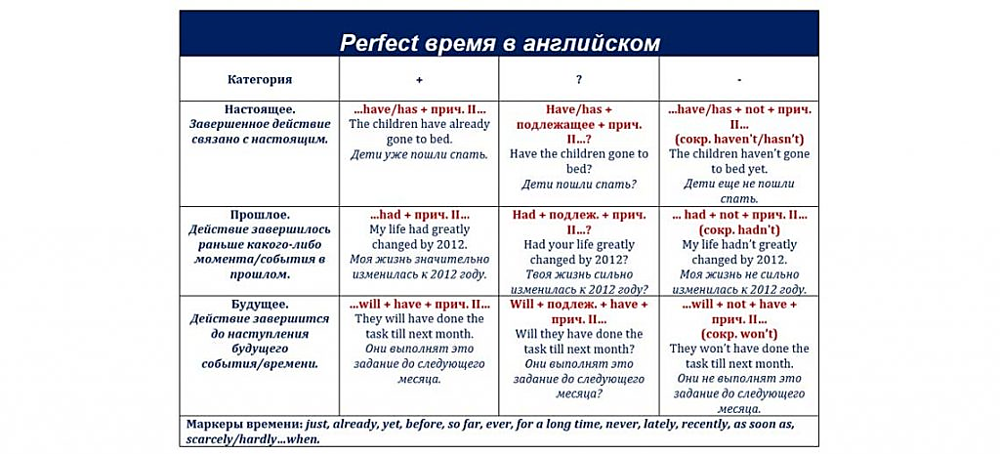 Perfect время в английском
Категория
+
?
-
Настоящее.
Завершенное действие
связано с настоящим.
...have/has + прич. II...
The children have already
gone to bed.
Дети уже пошли спать.
Have/has +
подлежащее + прич.
II...?
Have the children gone to
bed?
Дети пошли спать?
...have/has + not + прич.
II...
(сокр. haven't/hasn't)
The children haven't gone
to bed yet.
Дети еще не пошли
спать.
Прошлое.
Действие завершилось
раньше какого-либо
момента/события в
прошлом.
...had + прич. II...
My life had greatly
changed by 2012.
Моя жизнь значительно
изменилась к 2012 году.
Had + подлеж. + прич.
II...?
Had your life greatly
changed by 2012?
Твоя жизнь сильно
изменилась к 2012 году?
... had + not + прич. II...
(сокр. hadn't)
My life hadn't greatly
changed by 2012.
Моя жизнь не сильно
изменилась к 2012 году.
Будущее.
Действие завершится
до наступления
будущего
события/времени.
...will + have + прич. II...
They will have done the
task till next month.
Они выполнят это
задание до следующего
месяца.
Will + подлеж. + have +
прич. II...
Will they have done the
task till next month?
Они выполнят это
задание до следующего
месяца?
...will + not + have +
прич. II...
(сокр. won't)
They won't have done the
task till next month.
Они не выполнят это
задание до следующего
месяца.
Маркеры времени: just, already, yet, before, so far, ever, for a long time, never, lately, recently, as soon as,
scarcely/hardly...when.